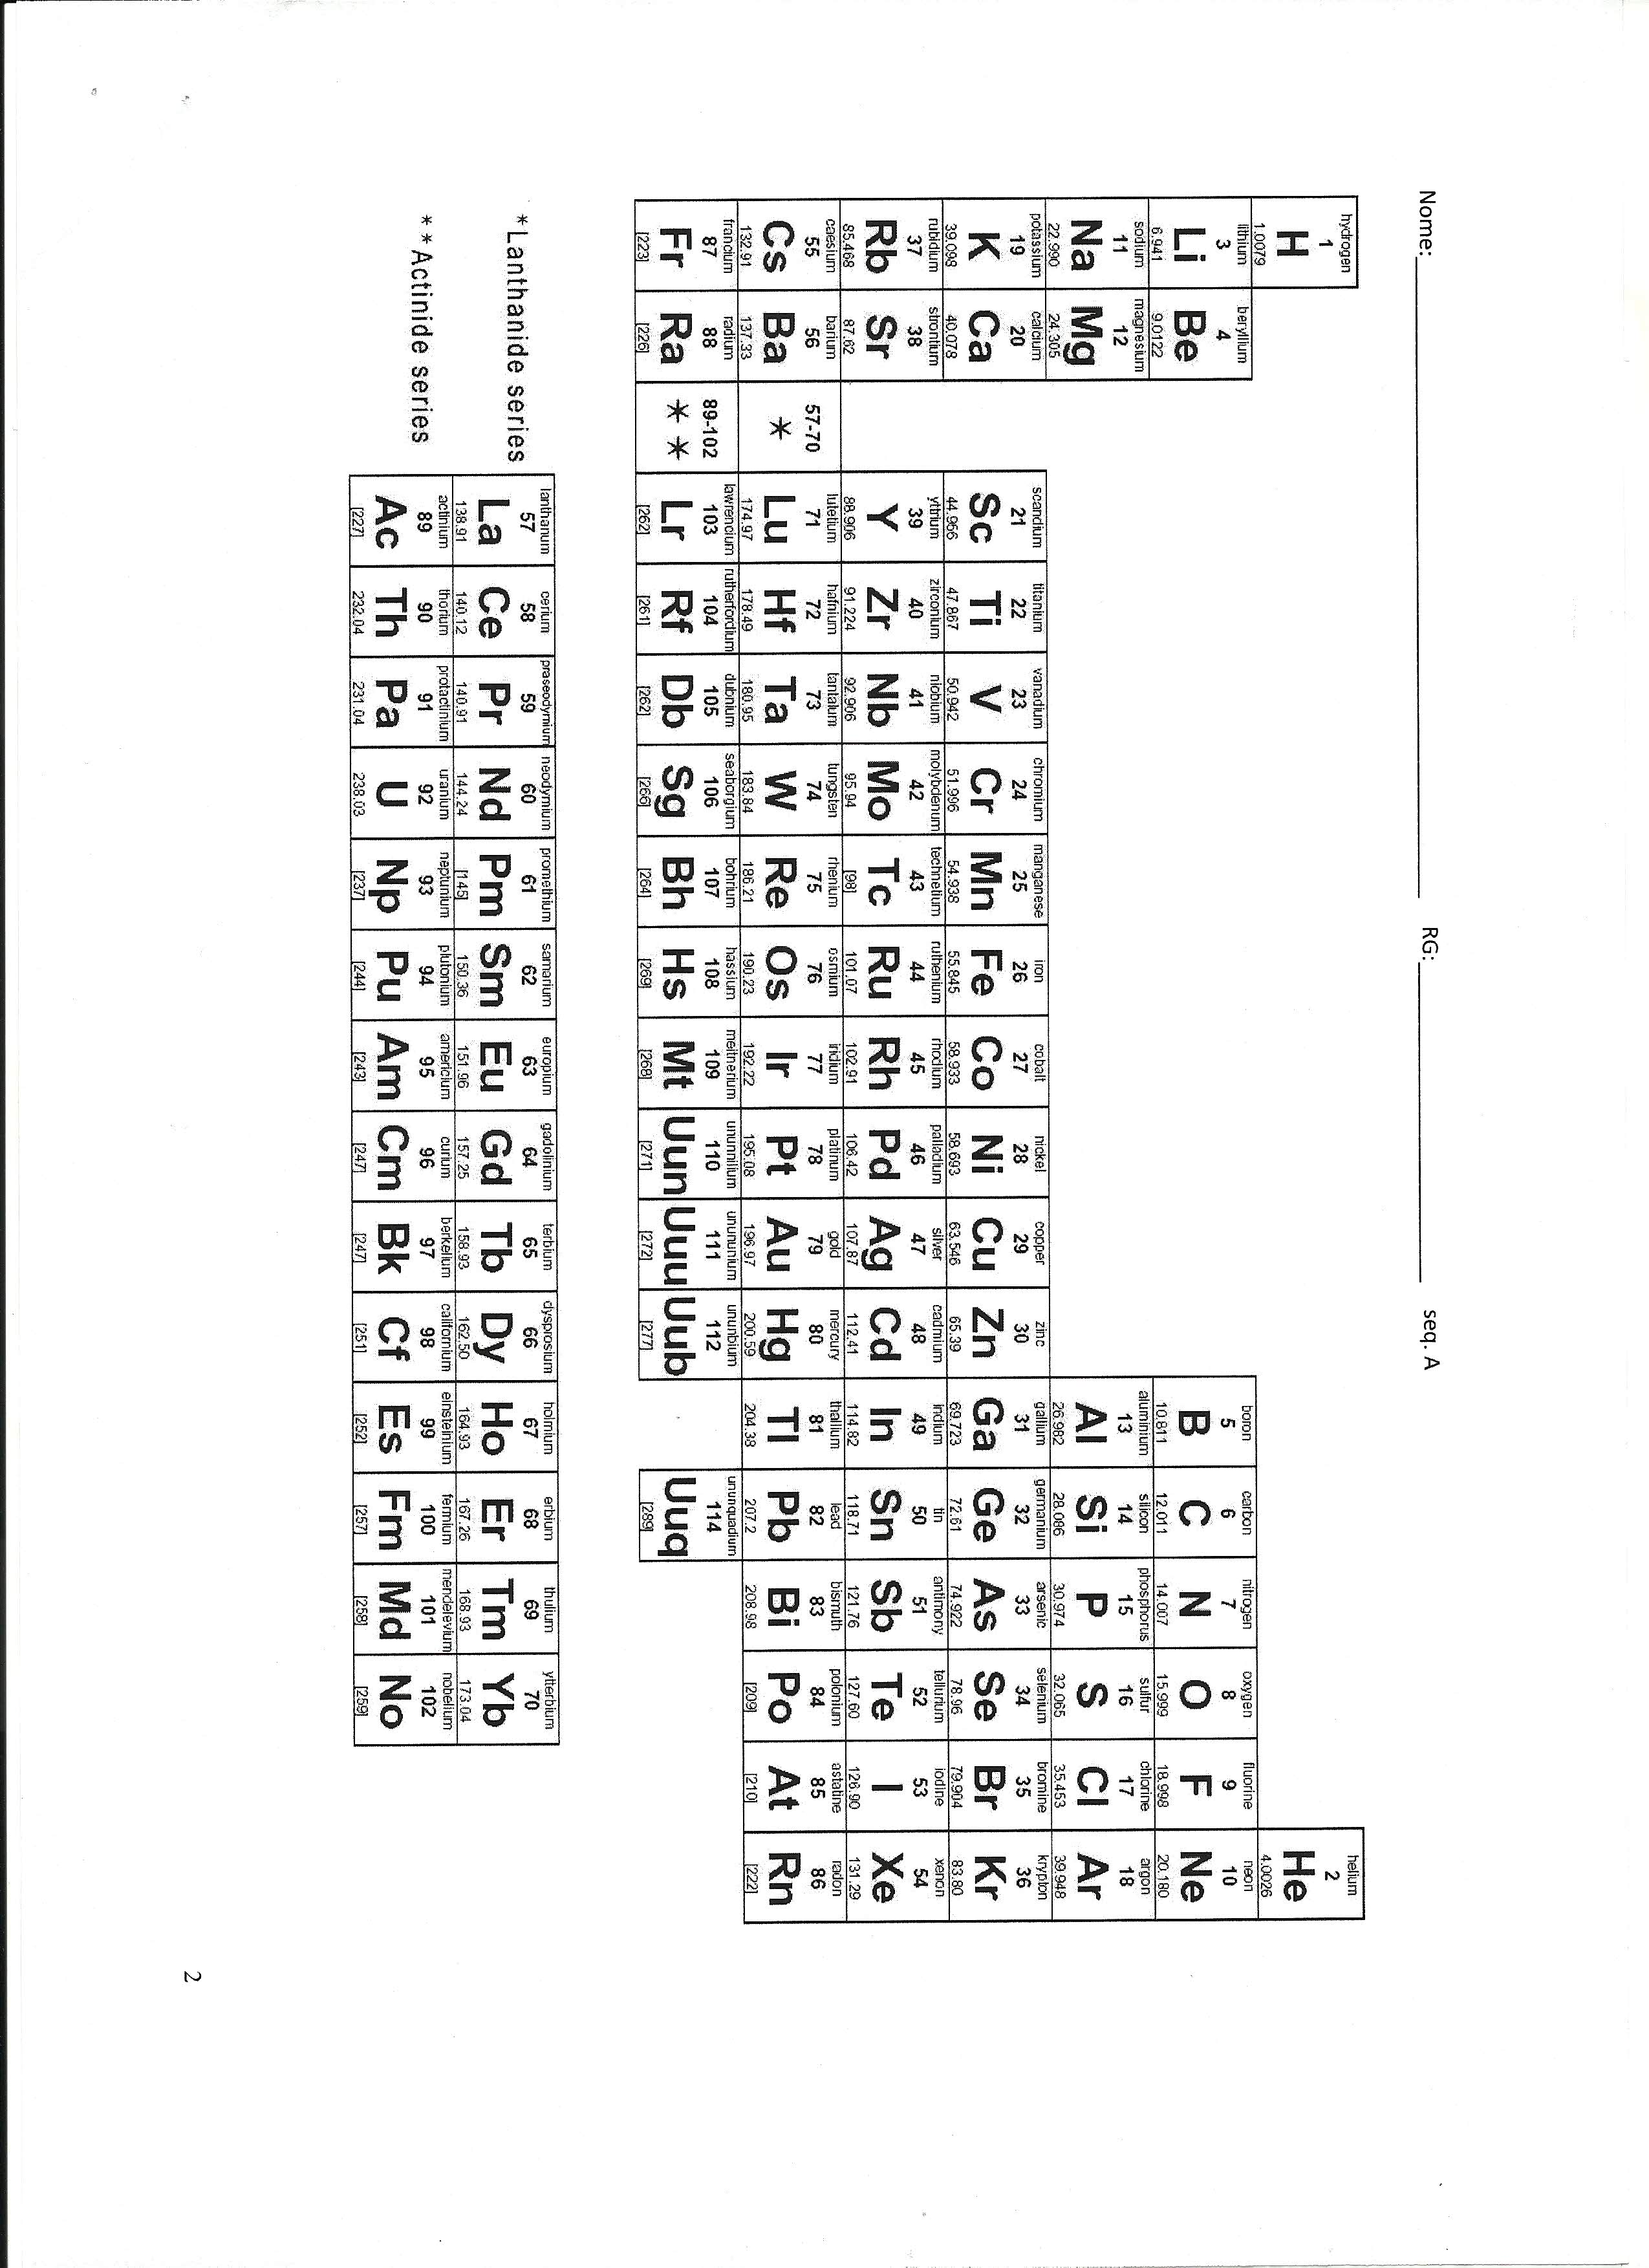 Nome: RG: seq. A
hydrogen helium
1 2
H He
1.0079 4.0026
lithium beryllium boron carbon nitrogen oxygen fluorine neon
3 4 5 6 7 8 9 10
Li Be B C N O F Ne
6.941 9.0122 10.811 12.011 14.007 15.999 18.998 20.180
sodium magnesium aluminium silicon phosphorus sulfur chlorine argon
11 12 13 14 15 16 17 18
Na Mg Al Si P S Cl Ar
22.990 24.305 26.982 28.086 30.974 32.065 35.453 39.948
potassium calcium scandium titanium vanadium chromium manganese iron cobalt nickel copper zinc gallium germanium arsenic selenium bromine krypton
19 20 21 22 23 24 25 26 27 28 29 30 31 32 33 34 35 36
K Ca Sc Ti V Cr Mn Fe Co Ni Cu Zn Ga Ge As Se Br Kr
39.098 40.078 44.956 47.867 50.942 51.996 54.938 55.845 58.933 58.693 63.546 65.39 69.723 72.61 74.922 78.96 79.904 83.80
rubidium strontium yttrium zirconium niobium molybdenum technetium ruthenium rhodium palladium silver cadmium indium tin antimony tellurium iodine xenon
37 38 39 40 41 42 43 44 45 46 47 48 49 50 51 52 53 54
Rb Sr Y Zr Nb Mo Tc Ru Rh Pd Ag Cd In Sn Sb Te I Xe
85.468 87.62 88.906 91.224 92.906 95.94 [98] 101.07 102.91 106.42 107.87 112.41 114.82 118.71 121.76 127.60 126.90 131.29
caesium barium lutetium hafnium tantalum tungsten rhenium osmium iridium platinum gold mercury thallium lead bismuth polonium astatine radon
55 56 57-70 71 72 73 74 75 76 77 78 79 80 81 82 83 84 85 86
Cs Ba * Lu Hf Ta W Re Os Ir Pt Au Hg Tl Pb Bi Po At Rn
132.91 137.33 174.97 178.49 180.95 183.84 186.21 190.23 192.22 195.08 196.97 200.59 204.38 207.2 208.98 [209] [210] [222]
francium radium lawrencium rutherfordium dubnium seaborgium bohrium hassium meitnerium ununnilium unununium ununbium ununquadium
87 88 89-102 103 104 105 106 107 108 109 110 111 112 114
Fr Ra * * Lr Rf Db Sg Bh Hs Mt Uun Uuu Uub Uuq
[223] [226] [262] [261] [262] [266] [264] [269] [268] [271] [272] [277] [289]
lanthanum cerium praseodymium neodymium promethium samarium europium gadolinium terbium dysprosium holmium erbium thulium ytterbium
57 58 59 60 61 62 63 64 65 66 67 68 69 70
*Lanthanide series La Ce Pr Nd Pm Sm Eu Gd Tb Dy Ho Er Tm Yb
138.91 140.12 140.91 144.24 [145] 150.36 151.96 157.25 158.93 162.50 164.93 167.26 168.93 173.04
actinium thorium protactinium uranium neptunium plutonium americium curium berkelium californium einsteinium fermium mendelevium nobelium
89 90 91 92 93 94 95 96 97 98 99 100 101 102
* *Actinide series Ac Th Pa U Np Pu Am Cm Bk Cf Es Fm Md No
[227] 232.04 231.04 238.03 [237] [244] [243] [247] [247] [251] [252] [257] [258] [259]
2